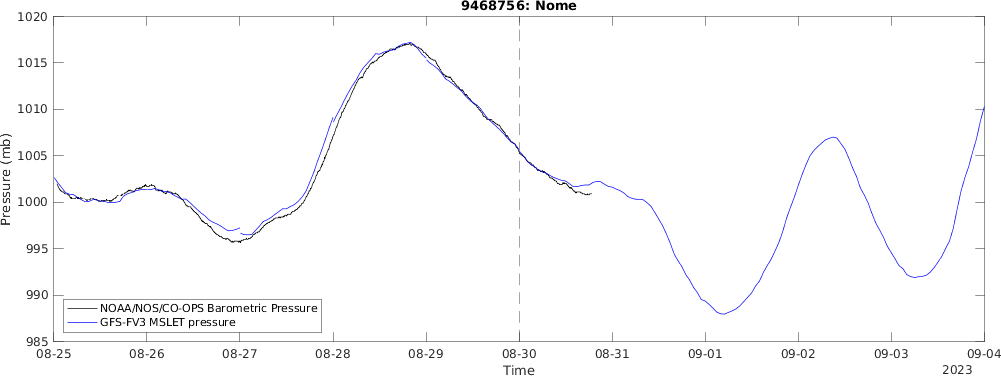 9468756: Nome
1020
1015
1010
1005
1000
995
990
985
Pressure (mb)
NOAA/NOS/CO-OPS Barometric Pressure
GFS-FV3 MSLET pressure
08-25 08-26 08-27 08-28 08-29 08-30 08-31 09-01 09-02 09-03 09-04
Time
2023